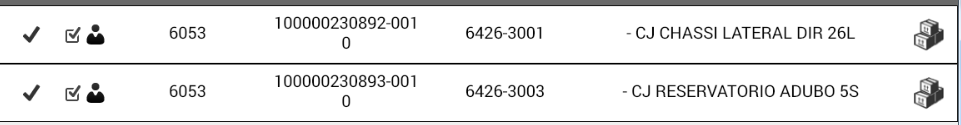 6053 100000230892-001 6426-3001 - CJ CHASSI LATERAL DIR 26L
0
6053 100000230893-001 6426-3003 - CJ RESERVATORIO ADUBO 5S
0